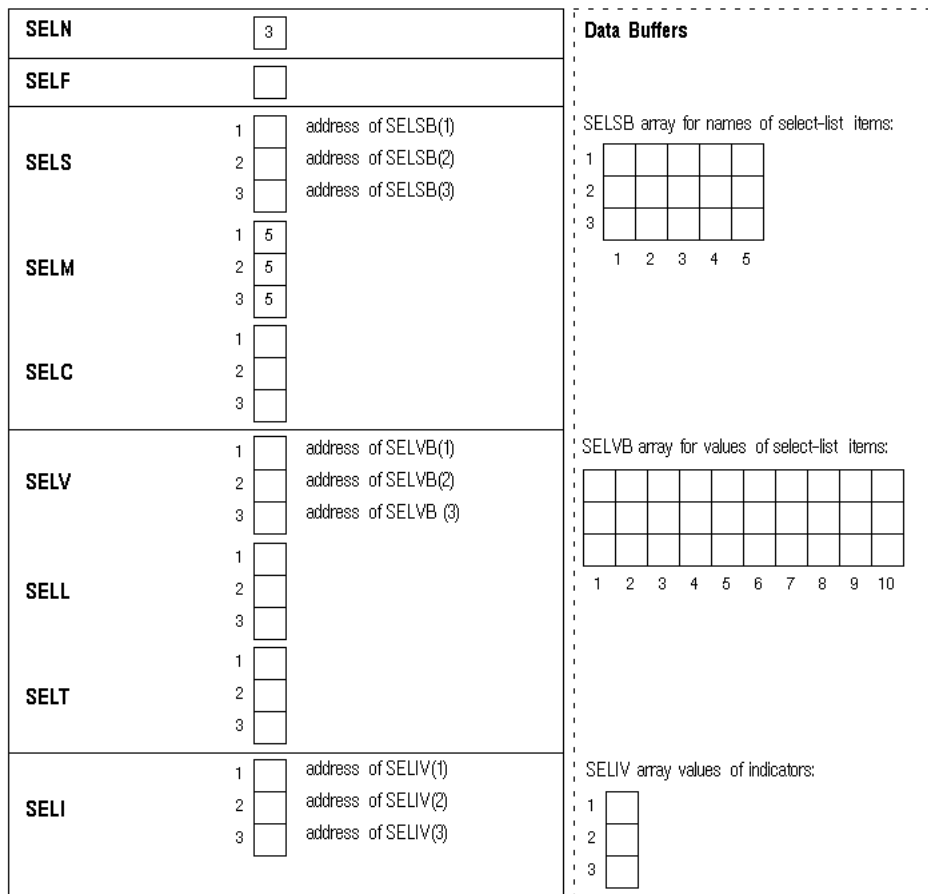 SELN 3
SELF
SELS
1 address of SELSB(1)
2 address of SELSB(2)
3 address of SELSB(3)
SELM
1 5
2 5
3 5
SELC
1
2
3
SELV
1 address of SELVB(1)
2 address of SELVB(2)
3 address of SELVB (3)
SELL
1
2
3
SELT
1
2
3
SELI
1 address of SELIV(1)
2 address of SELIV(2)
3 address of SELIV(3)
Data Buffers
SELSB array for names of select-list items:
1
2
3
1 2 3 4 5
SELVB array for values of select-list items:
1 2 3 4 5 6 7 8 9 10
SELIV array values of indicators:
1
2
3